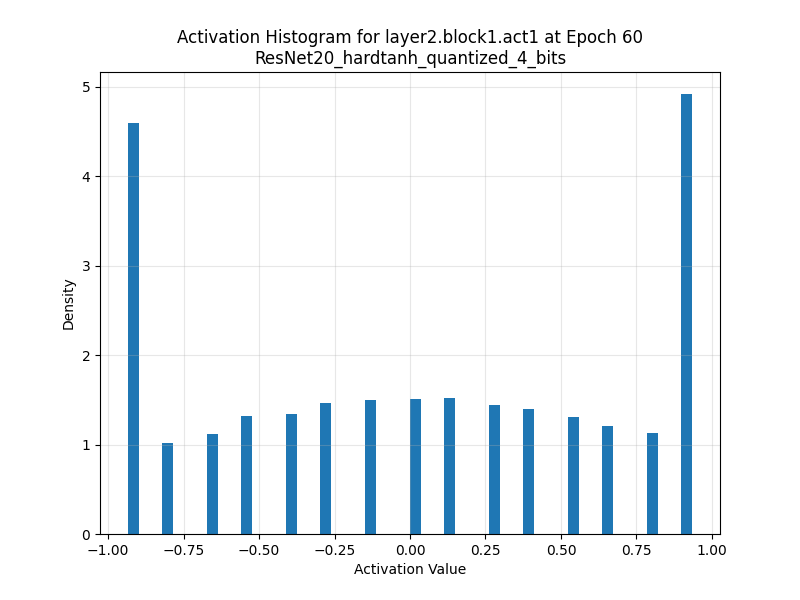 Activation Histogram for layer2.block1.act1 at Epoch 60
ResNet20_hardtanh_quantized_4_bits
5
4
3
2
1
0
Density
−1.00 −0.75 −0.50 −0.25 0.00 0.25 0.50 0.75 1.00
Activation Value